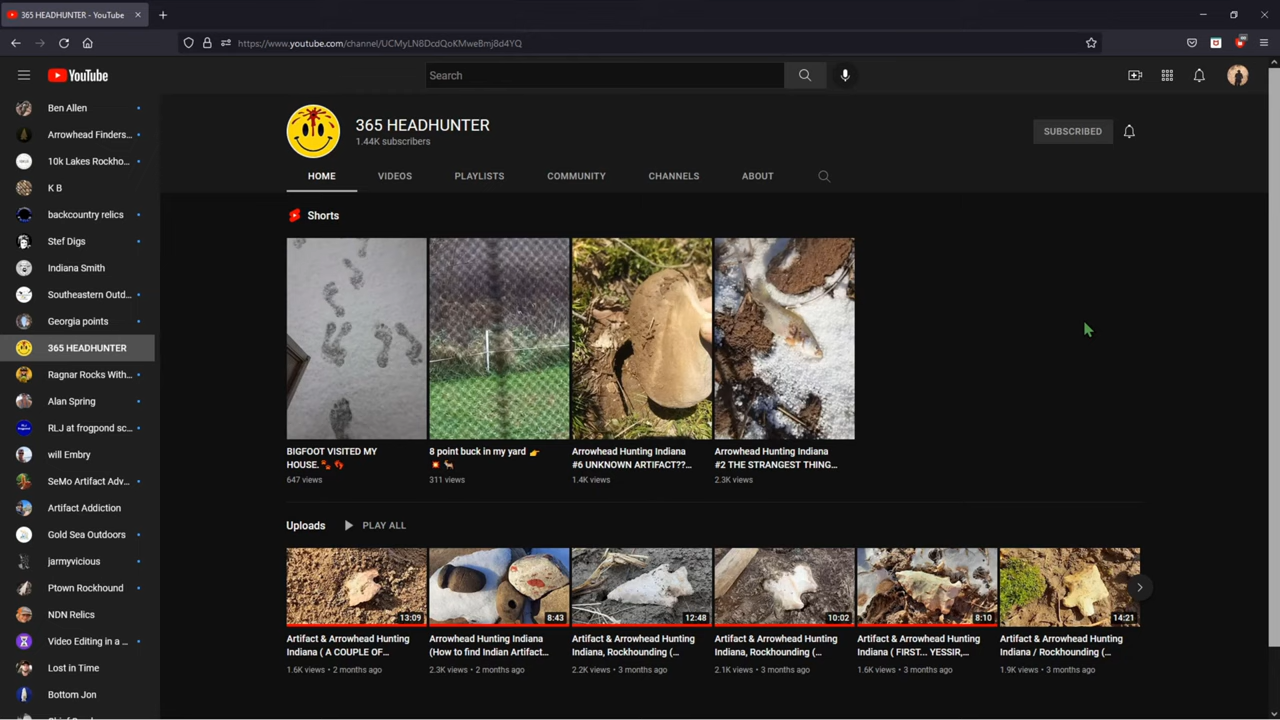 365 HEADHUNTER - YouTube
https://www.youtube.com/channel/UCMyLN8DcdQoKMweBmj8d4YQ
YouTube
Search
Ben Allen
Arrowhead Finders...
10k Lakes Rockho...
K B
backcountry relics
Stef Digs
Indiana Smith
Southeastern Outd...
Georgia points
365 HEADHUNTER
Ragnar Rocks With...
Alan Spring
RLJ at frogpond sc...
will Embry
SeMo Artifact Adv...
Artifact Addiction
Gold Sea Outdoors
jarmyvicious
Ptown Rockhound
NDN Relics
Video Editing in a ...
Lost in Time
Bottom Jon
365 HEADHUNTER
1.44K subscribers
SUBSCRIBED
HOME VIDEOS PLAYLISTS COMMUNITY CHANNELS ABOUT
Shorts
BIGFOOT VISITED MY
HOUSE.
647 views
8 point buck in my yard
311 views
Arrowhead Hunting Indiana
#6 UNKNOWN ARTIFACT??...
1.4K views
Arrowhead Hunting Indiana
#2 THE STRANGEST THING...
2.3K views
Uploads PLAY ALL
13:09
Artifact & Arrowhead Hunting
Indiana ( A COUPLE OF...
1.6K views • 2 months ago
8:43
Arrowhead Hunting Indiana
(How to find Indian Artifact...
2.3K views • 2 months ago
12:48
Artifact & Arrowhead Hunting
Indiana, Rockhounding (...
2.2K views • 3 months ago
10:02
Artifact & Arrowhead Hunting
Indiana, Rockhounding (...
2.1K views • 3 months ago
8:10
Artifact & Arrowhead Hunting
Indiana ( FIRST... YESSIR,...
1.6K views • 3 months ago
14:21
Artifact & Arrowhead Hunting
Indiana / Rockhounding (...
1.9K views • 3 months ago